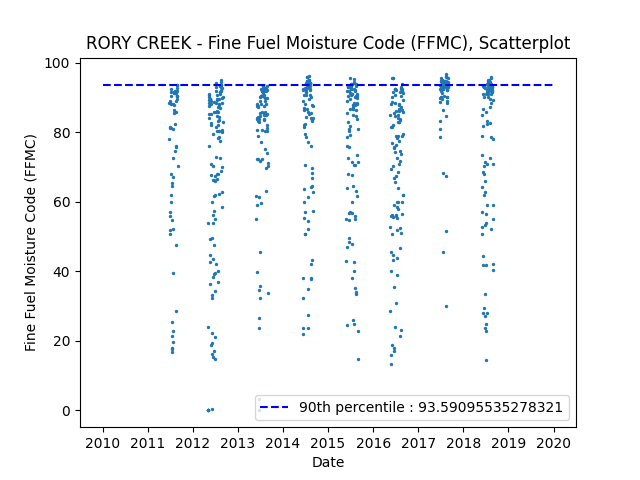 RORY CREEK - Fine Fuel Moisture Code (FFMC), Scatterplot
100
80
60
40
20
0
Fine Fuel Moisture Code (FFMC)
90th percentile : 93.59095535278321
2010 2011 2012 2013 2014 2015 2016 2017 2018 2019 2020
Date